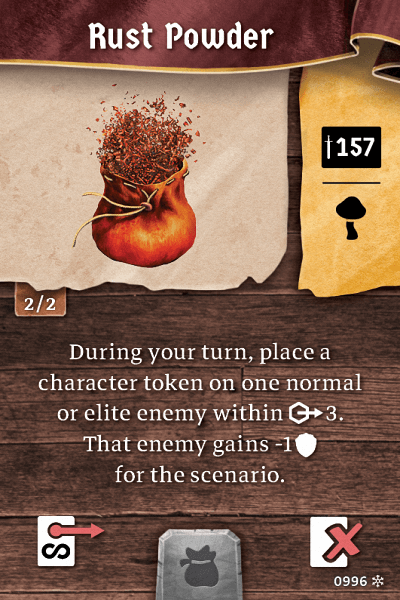 Rust Powder
157
2/2
During your turn, place a
character token on one normal
or elite enemy within 3.
That enemy gains -1
for the scenario.
S
0996